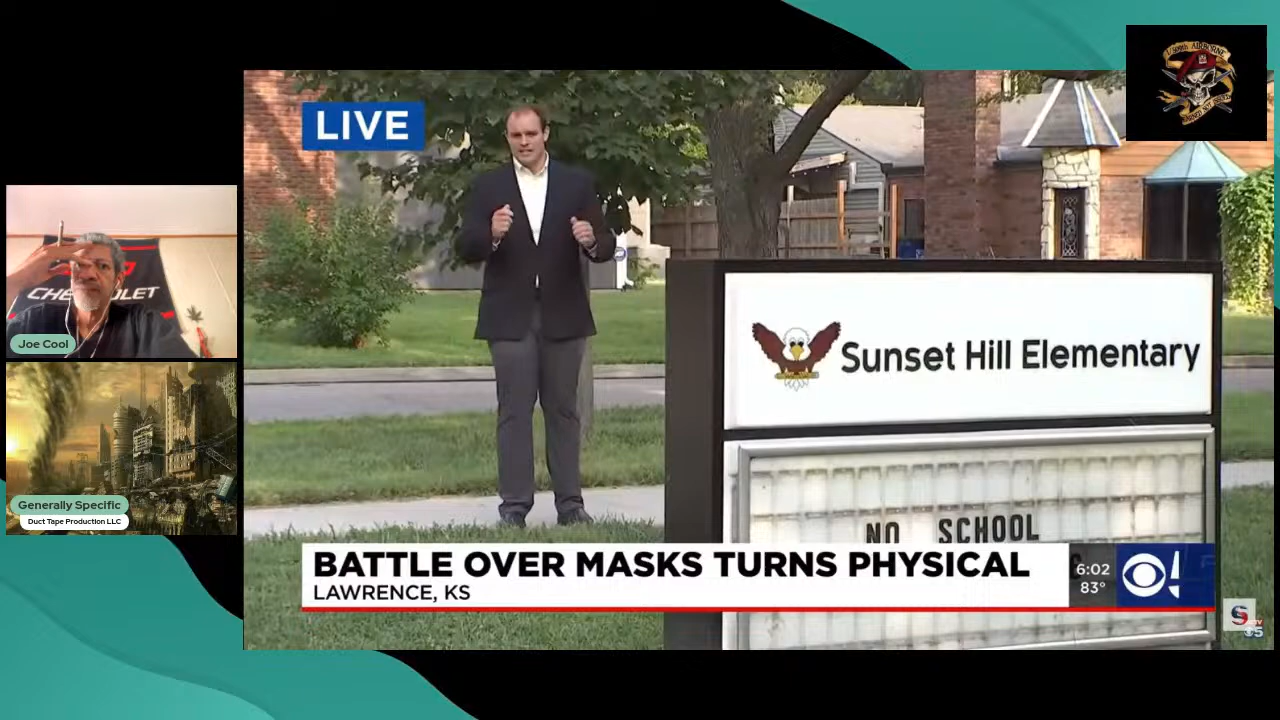 LIVE
CHEVROLET
Joe Cool
Generally Specific
Duct Tape Production LLC
Sunset Hill Elementary
NO SCHOOL
BATTLE OVER MASKS TURNS PHYSICAL
LAWRENCE, KS
6:02
83°